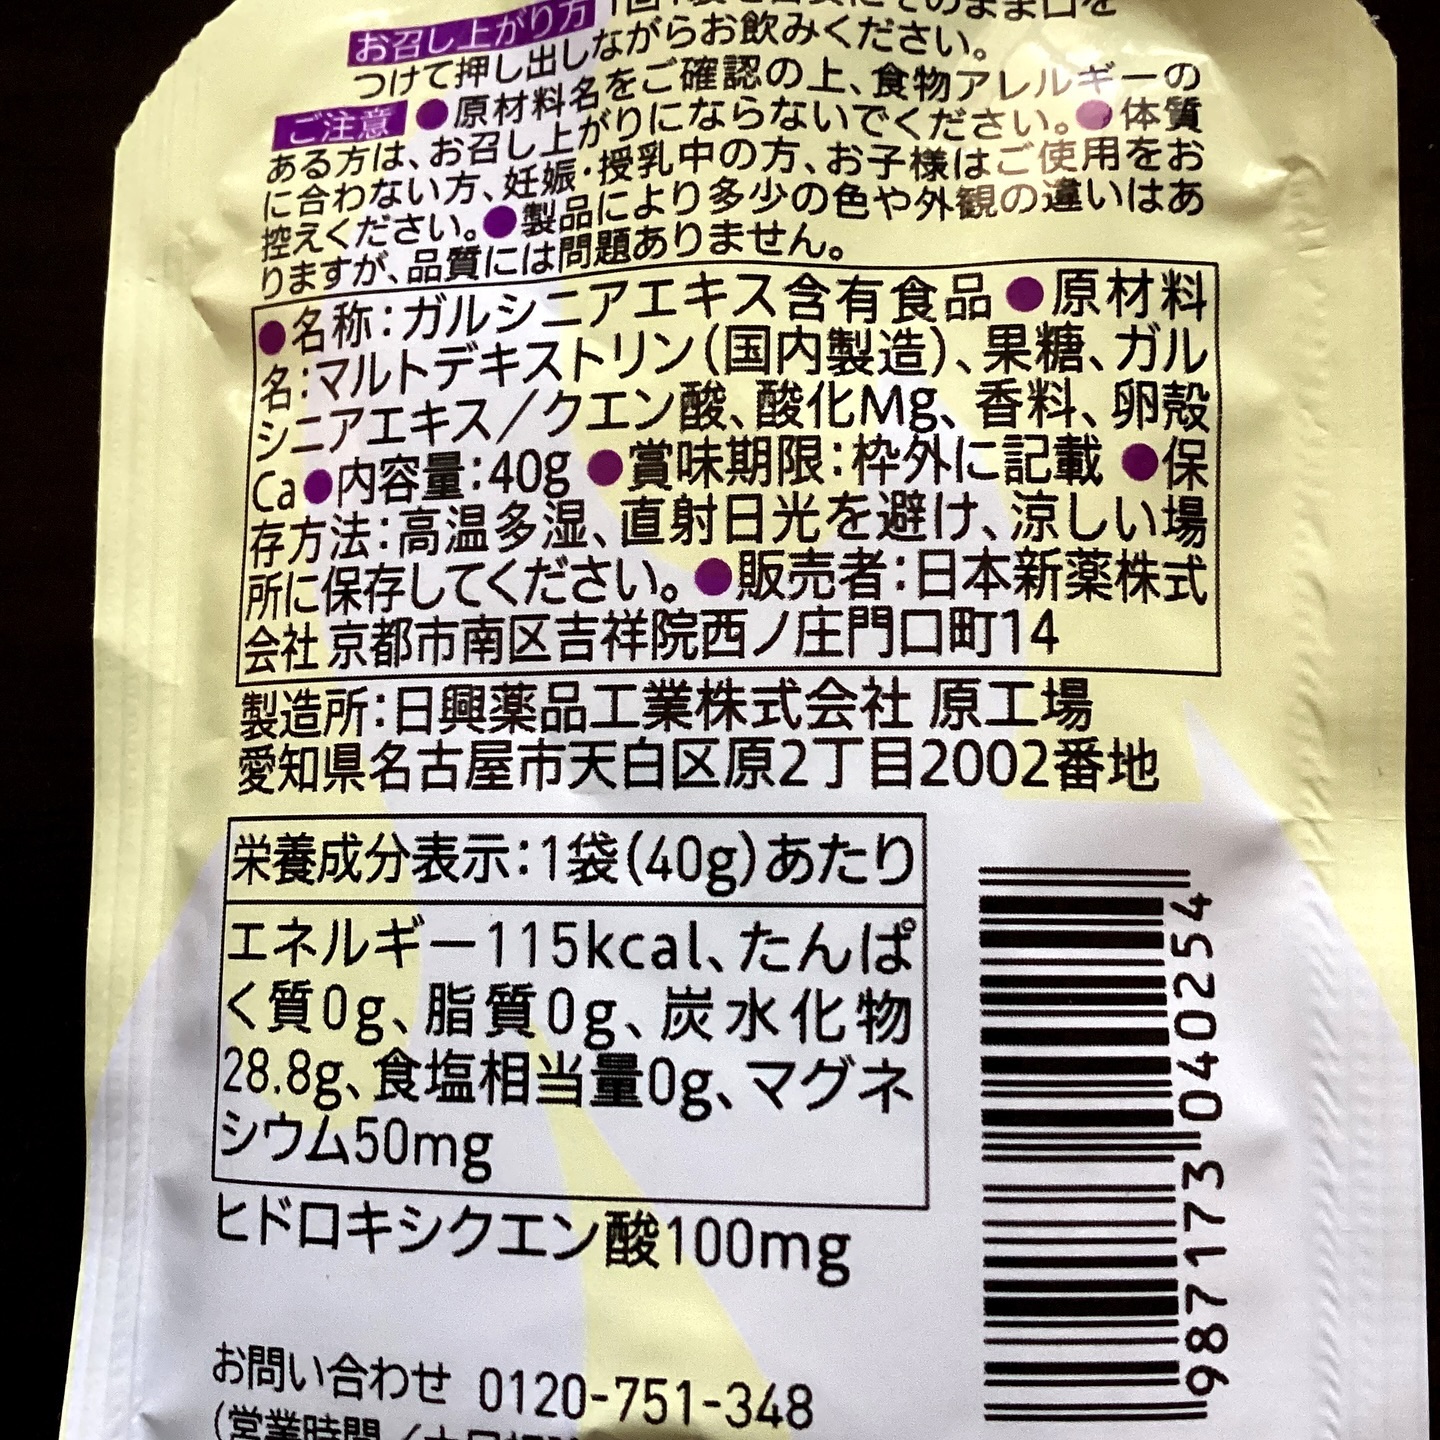 お召し上がり方
つけて押し出しながらお飲みください。
ご注意 ●原材料名をご確認の上、食物アレルギーの
ある方は、お召し上がりにならないでください。●体質
に合わない方、妊娠・授乳中の方、お子様はご使用をお
控えください。●製品により多少の色や外観の違いはあ
りますが、品質には問題ありません。
●名称:ガルシニアエキス含有食品 ●原材料
名:マルトデキストリン(国内製造)、果糖、ガル
シニアエキス/クエン酸、酸化Mg、香料、卵殻
Ca●内容量:40g ●賞味期限:枠外に記載 ●保
存方法:高温多湿、直射日光を避け、涼しい場
所に保存してください。●販売者:日本新薬株式
会社 京都市南区吉祥院西ノ庄門口町14
製造所:日興薬品工業株式会社 原工場
愛知県名古屋市天白区原2丁目2002番地
栄養成分表示:1袋(40g)あたり
エネルギー115kcal、たんぱ
く質0g、脂質0g、炭水化物
28.8g、食塩相当量0g、マグネ
シウム50mg
ヒドロキシクエン酸100mg
4987173040254
お問い合わせ 0120-751-348
(営業時間